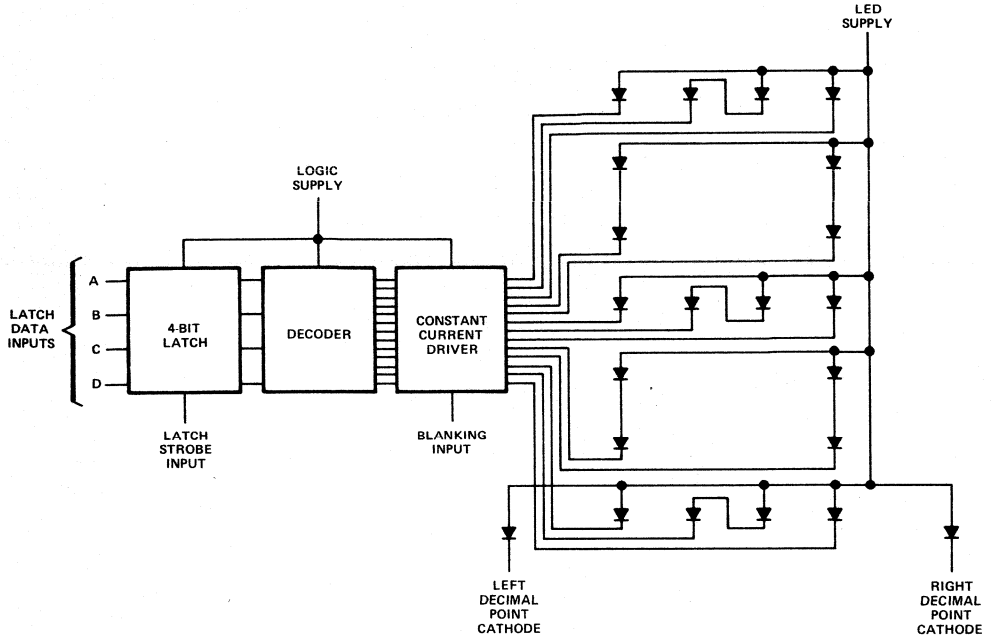 LED
SUPPLY
LOGIC
SUPPLY
LATCH
DATA
INPUTS
A
B
C
D
4-BIT
LATCH
DECODER
CONSTANT
CURRENT
DRIVER
LATCH
STROBE
INPUT
BLANKING
INPUT
LEFT
DECIMAL
POINT
CATHODE
RIGHT
DECIMAL
POINT
CATHODE